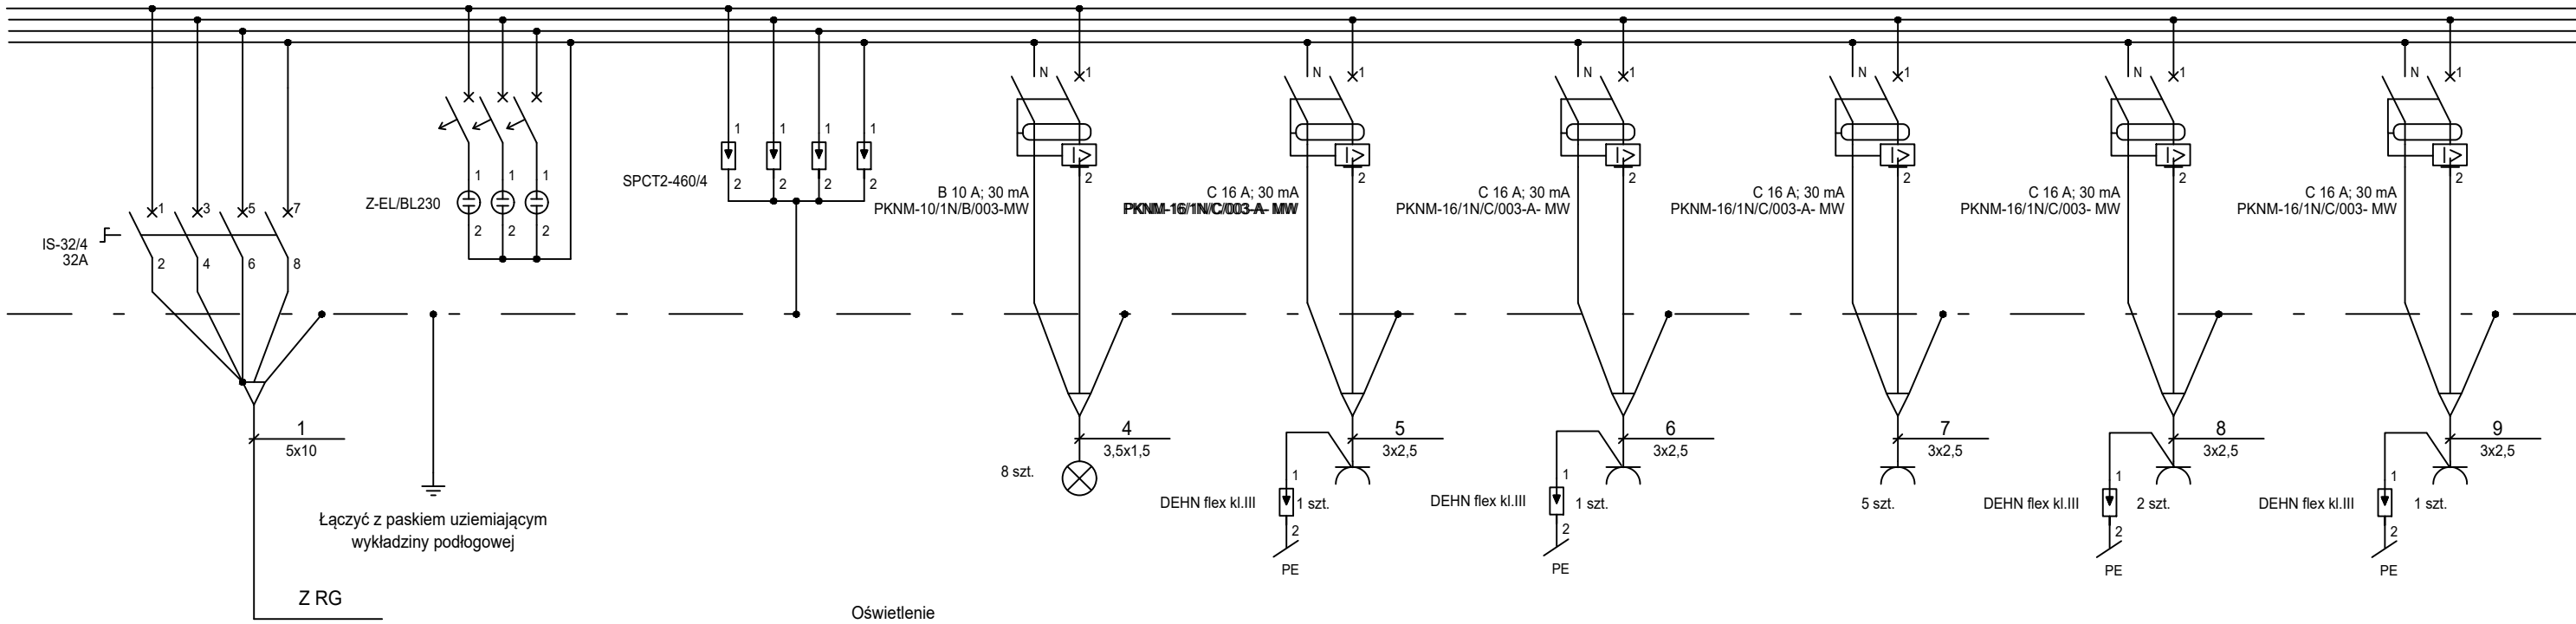 IS-32/4
32A
1
3
5
7
2
4
6
8
1
5x10
Z RG
Z-EL/BL230
1
1
1
2
2
2
Łączyć z paskiem uziemiającym
wykładziny podłogowej
SPCT2-460/4
1
1
1
1
2
2
2
2
N
1
2
B 10 A; 30 mA
PKNM-10/1N/B/003-MW
4
3,5x1,5
8 szt.
Oświetlenie
N
1
2
C 16 A; 30 mA
PKNM-16/1N/C/003-A- MW
5
3x2,5
1
DEHN flex kl.III
1 szt.
2
PE
N
1
2
C 16 A; 30 mA
PKNM-16/1N/C/003-A- MW
6
3x2,5
1
DEHN flex kl.III
1 szt.
2
PE
N
1
2
C 16 A; 30 mA
PKNM-16/1N/C/003-A- MW
7
3x2,5
5 szt.
N
1
2
C 16 A; 30 mA
PKNM-16/1N/C/003- MW
8
3x2,5
1
DEHN flex kl.III
2 szt.
2
PE
N
1
2
C 16 A; 30 mA
PKNM-16/1N/C/003- MW
9
3x2,5
1
DEHN flex kl.III
1 szt.
2
PE